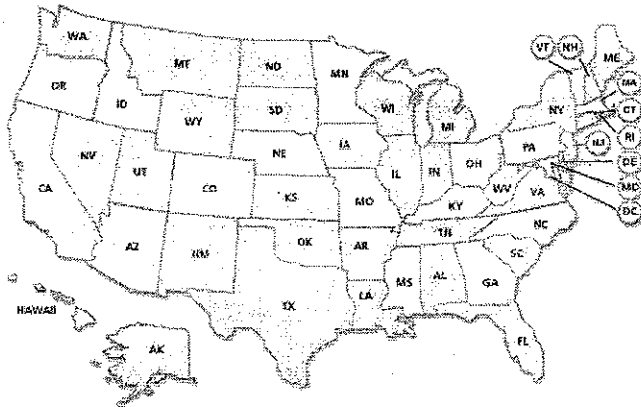 WA
MT
ND
MN
VT
NH
ME
OR
ID
WY
SD
WI
MI
NY
MA
CT
RI
NJ
DE
MD
DC
NV
UT
CO
NE
IA
IL
IN
OH
PA
WV
VA
CA
KS
MO
KY
NC
AZ
NM
OK
AR
TN
SC
TX
LA
MS
AL
GA
FL
HAWAII
AK